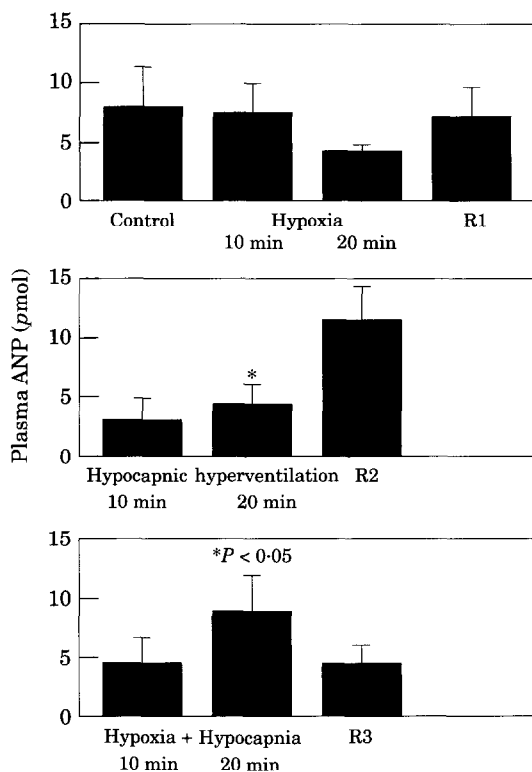 Plasma ANP (pmol)
15
10
5
0
Control Hypoxia R1
10 min 20 min
15
10
5
0
*
Hypocapnic hyperventilation R2
10 min 20 min
15
10
5
0
*P < 0·05
Hypoxia + Hypocapnia R3
10 min 20 min